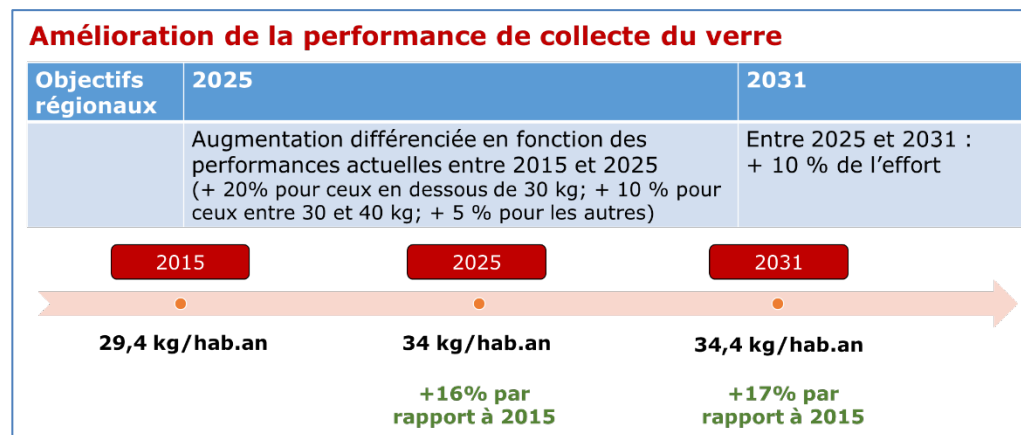 Amélioration de la performance de collecte du verre
Objectifs régionaux
2025
2031
Augmentation différenciée en fonction des
performances actuelles entre 2015 et 2025
(+ 20% pour ceux en dessous de 30 kg; + 10 % pour
ceux entre 30 et 40 kg; + 5 % pour les autres)
Entre 2025 et 2031 :
+ 10 % de l’effort
2015
2025
2031
29,4 kg/hab.an
34 kg/hab.an
34,4 kg/hab.an
+16% par
rapport à 2015
+17% par
rapport à 2015